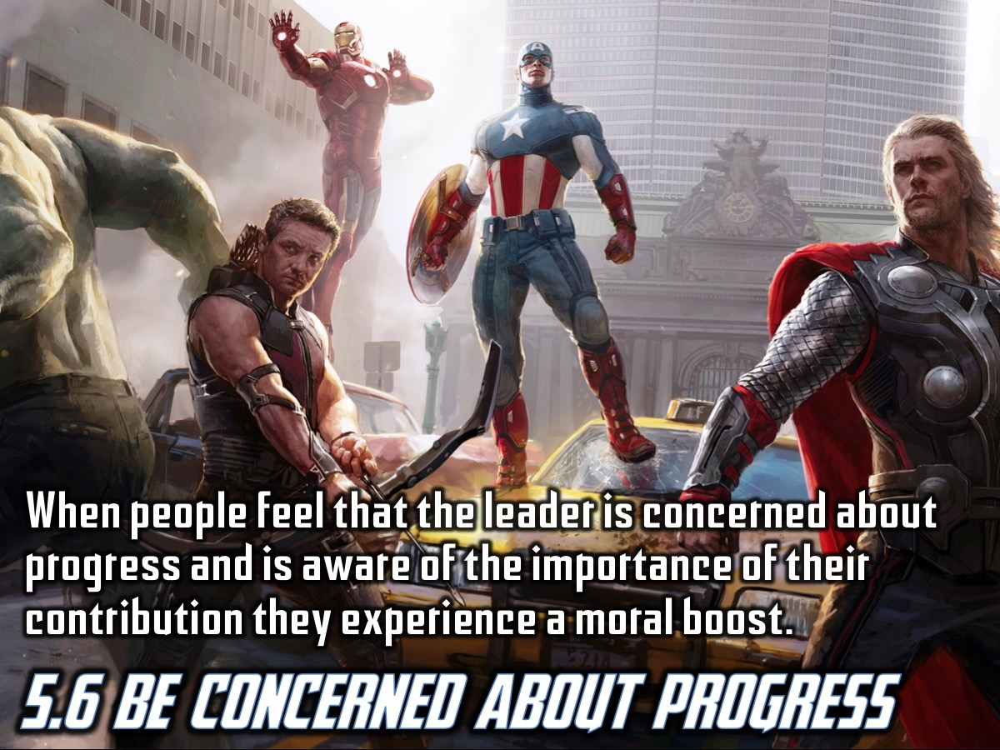 When people feel that the leader is concerned about
progress and is aware of the importance of their
contribution they experience a moral boost.
5.6 BE CONCERNED ABOUT PROGRESS